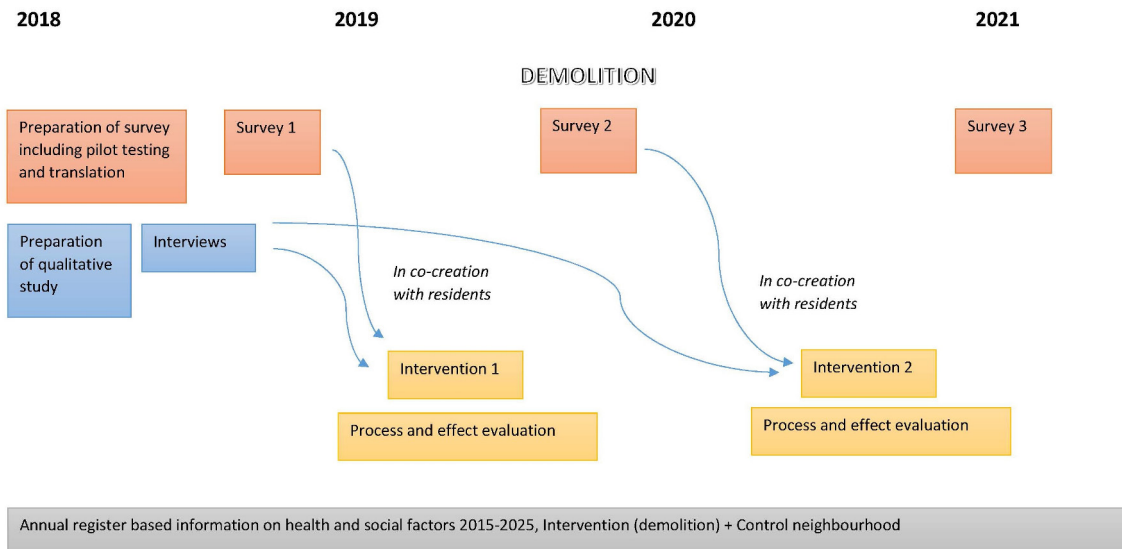 2018 2019 2020 2021
DEMOLITION
Preparation of survey
including pilot testing
and translation
Survey 1
Survey 2
Survey 3
Preparation
of qualitative
study
Interviews
In co-creation
with residents
In co-creation
with residents
Intervention 1
Intervention 2
Process and effect evaluation
Process and effect evaluation
Annual register based information on health and social factors 2015-2025, Intervention (demolition) + Control neighbourhood